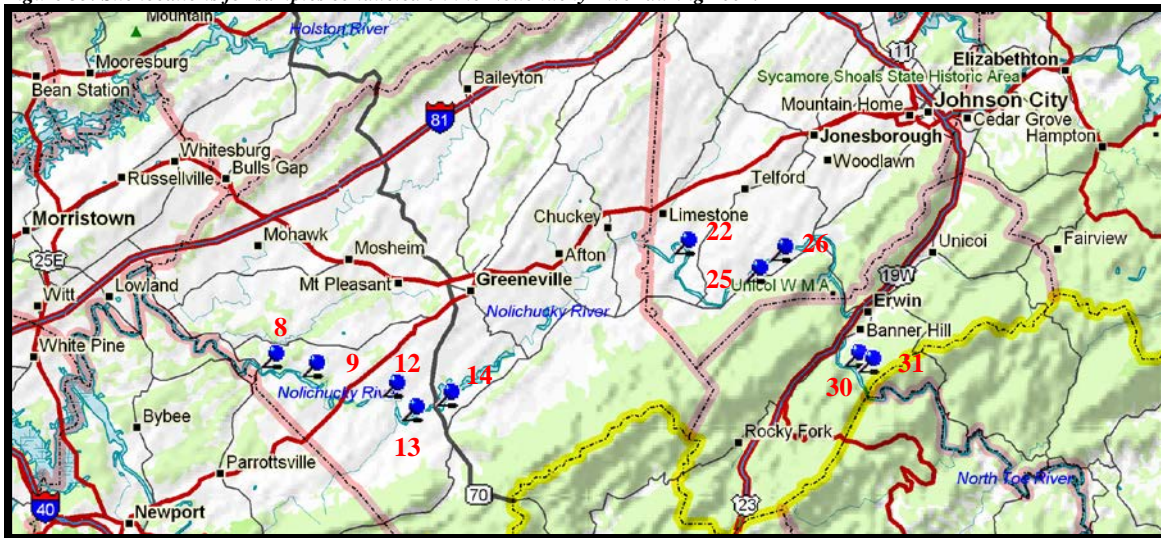 Holston River
11
Mooresburg
Elizabethton
Bean Station
Baileyton
Sycamore Shoals State Historic Area
Mountain Home
Johnson City
81
Cedar Grove
Jonesborough
Hampton
Whitesburg
Bulls Gap
Woodlawn
Russellville
Telford
Morristown
Chuckey
Limestone
22
26
Mohawk
Mosheim
Afton
Unicoi
Fairview
25E
Mt Pleasant
Greeneville
25
Unicoi W M A
19W
Witt
Lowland
Nolichucky River
Erwin
Banner Hill
8
White Pine
9
12
14
30
31
Nolichucky Riv
Bybee
13
Rocky Fork
Parrottsville
North Toe River
70
23
40
Newport